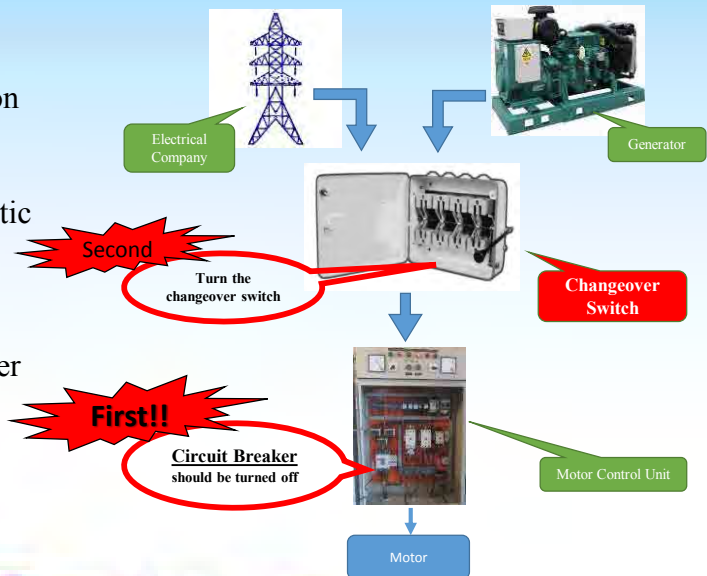 on
Electrical
Company
Generator
tic
Second
Turn the
changeover switch
Changeover
Switch
er
First!!
Circuit Breaker
should be turned off
Motor Control Unit
Motor